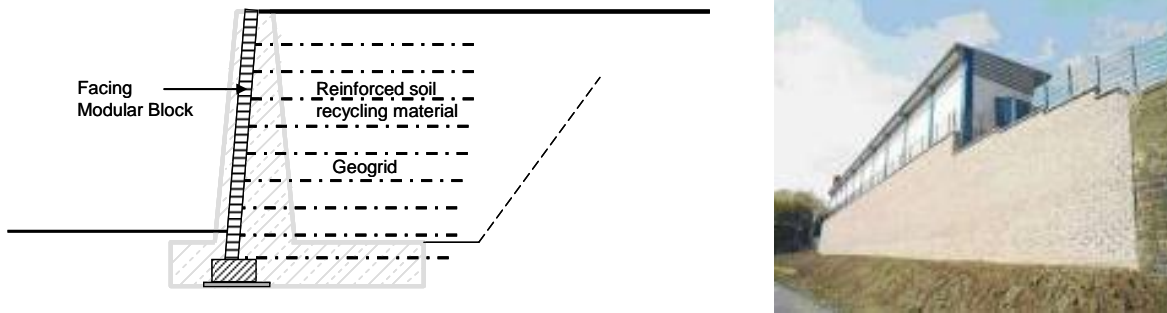 Facing
Modular Block
Reinforced soil
recycling material
Geogrid